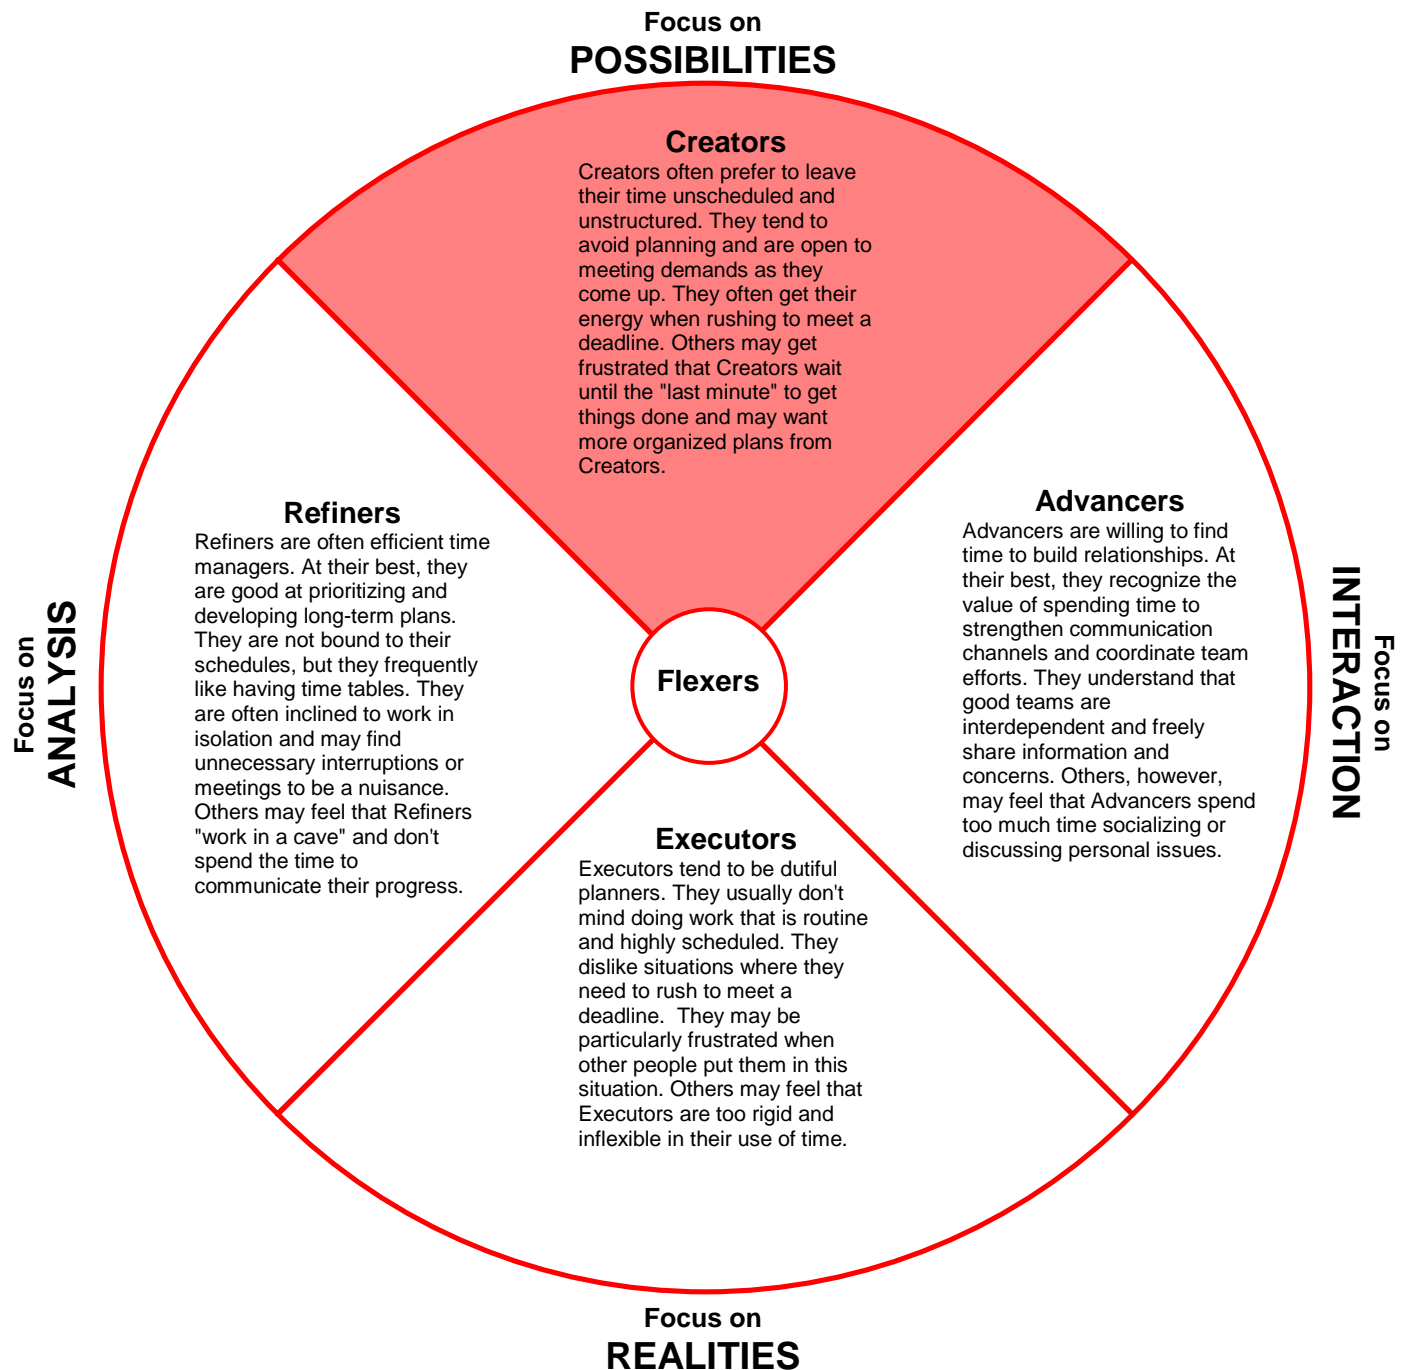 Focus on
POSSIBILITIES
Creators
Creators often prefer to leave
their time unscheduled and
unstructured. They tend to
avoid planning and are open to
meeting demands as they
come up. They often get their
energy when rushing to meet a
deadline. Others may get
frustrated that Creators wait
until the "last minute" to get
things done and may want
more organized plans from
Creators.
Focus on
ANALYSIS
Refiners
Refiners are often efficient time
managers. At their best, they
are good at prioritizing and
developing long-term plans.
They are not bound to their
schedules, but they frequently
like having time tables. They
are often inclined to work in
isolation and may find
unnecessary interruptions or
meetings to be a nuisance.
Others may feel that Refiners
"work in a cave" and don't
spend the time to
communicate their progress.
Flexers
Advancers
Advancers are willing to find
time to build relationships. At
their best, they recognize the
value of spending time to
strengthen communication
channels and coordinate team
efforts. They understand that
good teams are
interdependent and freely
share information and
concerns. Others, however,
may feel that Advancers spend
too much time socializing or
discussing personal issues.
Focus on
INTERACTION
Executors
Executors tend to be dutiful
planners. They usually don't
mind doing work that is routine
and highly scheduled. They
dislike situations where they
need to rush to meet a
deadline.  They may be
particularly frustrated when
other people put them in this
situation. Others may feel that
Executors are too rigid and
inflexible in their use of time.
Focus on
REALITIES